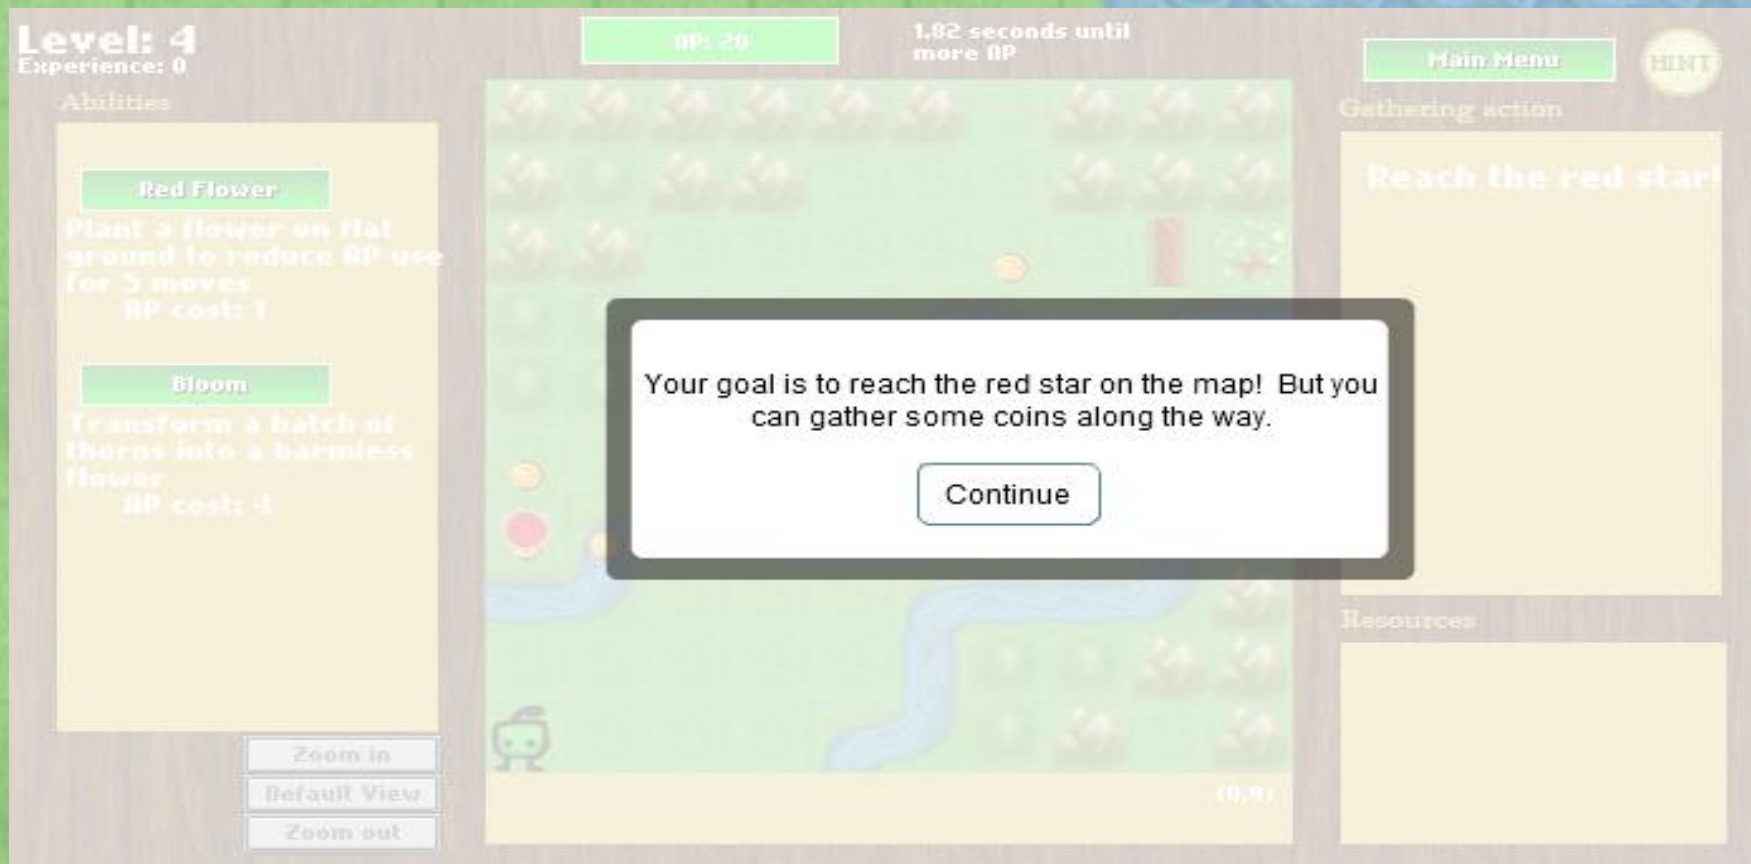 Level: 4
Experience: 0
AP: 20
1.82 seconds until
more AP
Main Menu
HINT
Abilities
Gathering action
Red Flower
Plant a flower on flat
ground to reduce AP use
for 5 moves
AP cost: 1
Bloom
Transform a batch of
thorns into a harmless
flower
AP cost: 4
Reach the red star!
Your goal is to reach the red star on the map! But you
can gather some coins along the way.
Continue
Resources
Zoom in
Default View
Zoom out
(0,9)